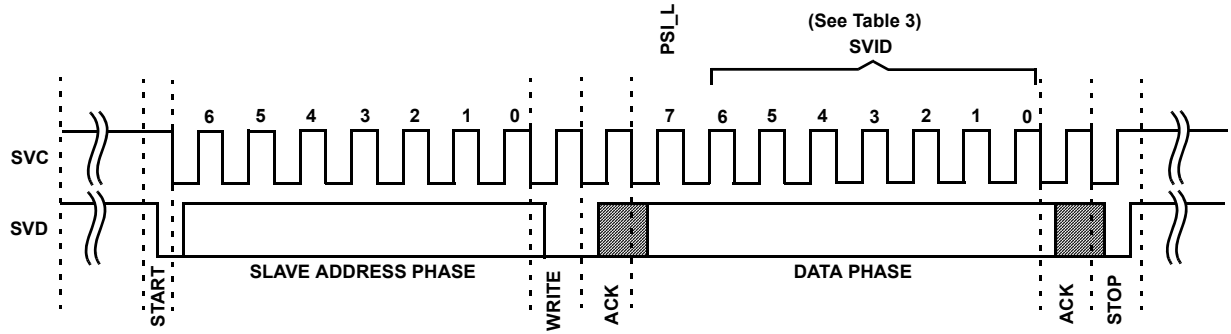 (See Table 3)
PSI_L
SVID
6 5 4 3 2 1 0 7 6 5 4 3 2 1 0
SVC
SVD
SLAVE ADDRESS PHASE
DATA PHASE
START
WRITE
ACK
ACK
STOP